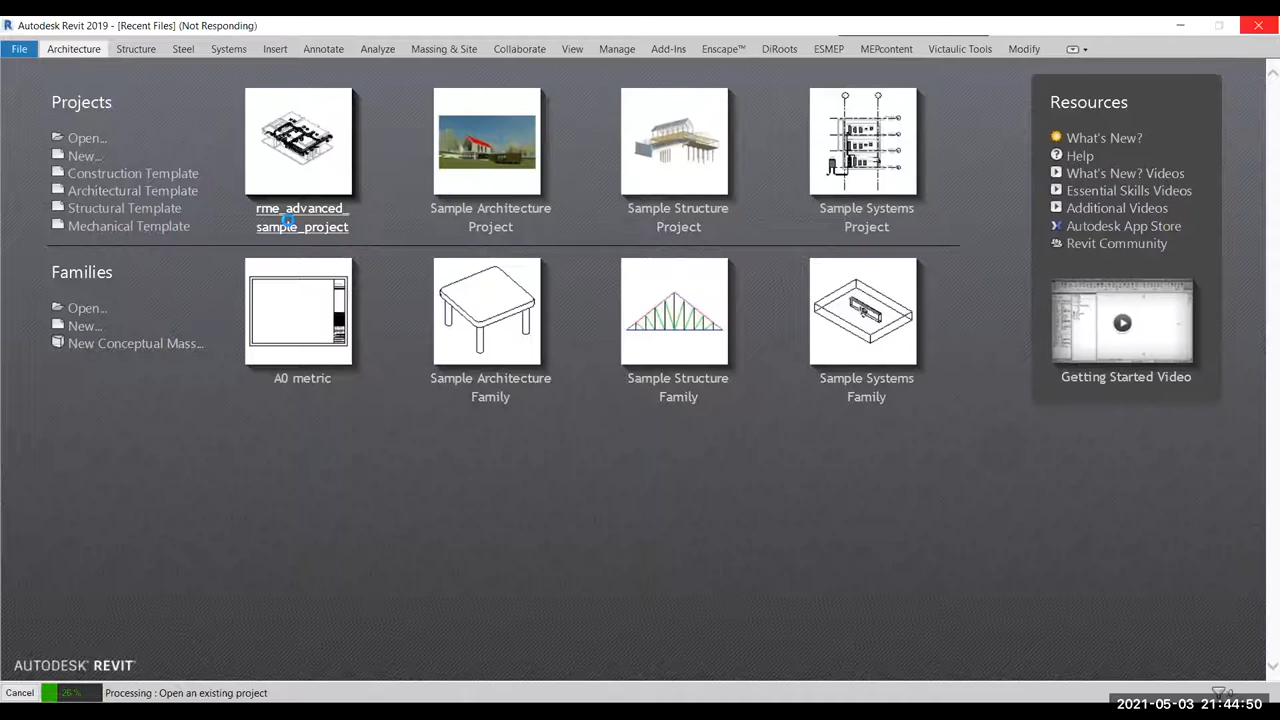 Autodesk Revit 2019 - [Recent Files] (Not Responding)
File Architecture Structure Steel Systems Insert Annotate Analyze Massing & Site Collaborate View Manage Add-Ins Enscape™ DiRoots ESMEP MEPcontent Victaulic Tools Modify
Projects
Open...
New...
Construction Template
Architectural Template
Structural Template
Mechanical Template
rme_advanced_
sample_project
Sample Architecture
Project
Sample Structure
Project
Sample Systems
Project
Families
Open...
New...
New Conceptual Mass...
A0 metric
Sample Architecture
Family
Sample Structure
Family
Sample Systems
Family
Resources
What's New?
Help
What's New? Videos
Essential Skills Videos
Additional Videos
Autodesk App Store
Revit Community
Getting Started Video
AUTODESK® REVIT®
Cancel 26 % Processing : Open an existing project
2021-05-03 21:44:50